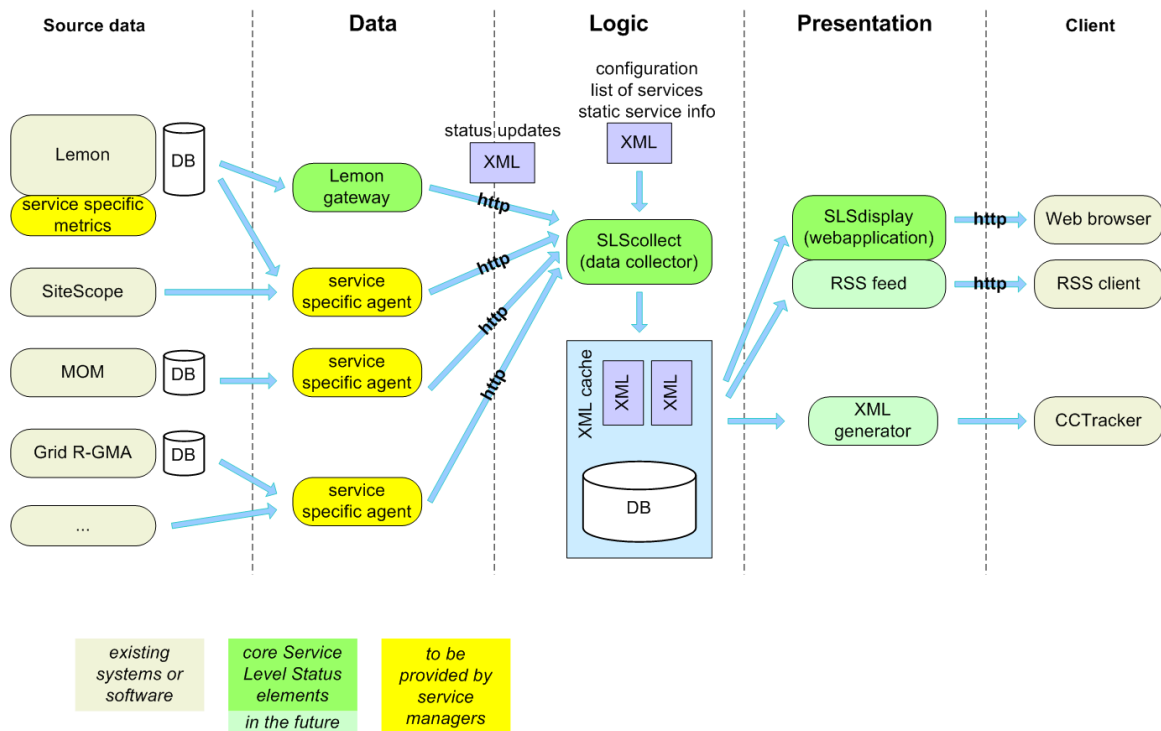 Source data
Data
Logic
Presentation
Client
configuration
list of services
static service info
status updates
XML
XML
Lemon
DB
service specific
metrics
Lemon
gateway
http
SLScollect
(data collector)
SLSdisplay
(webapplication)
http
Web browser
SiteScope
service
specific agent
http
RSS feed
http
RSS client
MOM
DB
service
specific agent
http
XML cache
XML
XML
DB
XML
generator
CCTracker
Grid R-GMA
DB
service
specific agent
http
...
existing
systems or
software
core Service
Level Status
elements
in the future
to be
provided by
service
managers